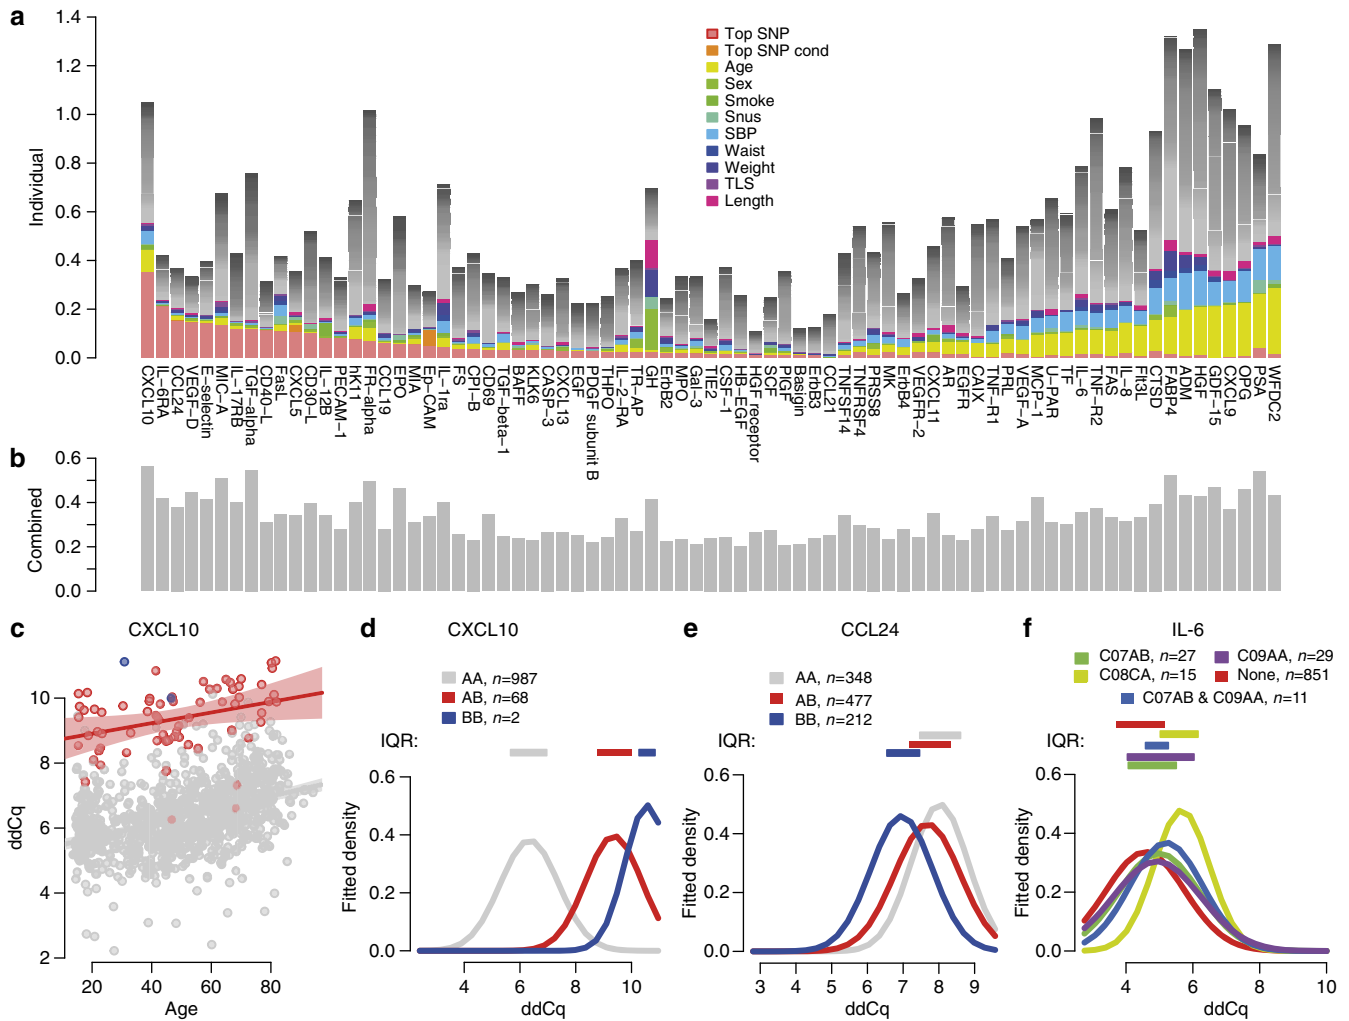 a
Individual
1.4
1.2
1.0
0.8
0.6
0.4
0.2
0.0
Top SNP
Top SNP cond
Age
Sex
Smoke
Snus
SBP
Waist
Weight
TLS
Length
CXCL10
IL-6RA
CCL24
VEGF-D
E-selectin
MIC-A
IL-17RB
TGF-alpha
CD40-L
FasL
CXCL5
CD30-L
IL-12B
PECAM-1
hK11
FR-alpha
CCL19
EPO
MIA
Ep-CAM
IL-1ra
FS
CPI-B
CD69
TGF-beta-1
BAFF
KLK6
CASP-3
CXCL13
EGF
PDGF subunit B
THPO
IL-2-RA
TR-AP
GH
ErbB2
MPO
Gal-3
TIE2
CSF-1
HB-EGF
HGF receptor
SCF
PlGF
Basigin
ErbB3
CCL21
TNFSF14
TNFRSF4
PRSS8
MK
ErbB4
VEGFR-2
CXCL11
AR
EGFR
CAIX
TNF-R1
PRL
VEGF-A
MCP-1
U-PAR
TF
IL-6
TNF-R2
FAS
IL-8
Flt3L
CTSD
FABP4
ADM
HGF
GDF-15
CXCL9
OPG
PSA
WFDC2
b
Combined
0.6
0.4
0.2
0.0
c
CXCL10
ddCq
10
8
6
4
2
20 40 60 80
Age
d
CXCL10
AA, n=987
AB, n=68
BB, n=2
IQR:
Fitted density
0.6
0.4
0.2
0.0
4 6 8 10
ddCq
e
CCL24
AA, n=348
AB, n=477
BB, n=212
IQR:
Fitted density
0.6
0.4
0.2
0.0
3 4 5 6 7 8 9
ddCq
f
IL-6
C07AB, n=27 C09AA, n=29
C08CA, n=15 None, n=851
C07AB & C09AA, n=11
IQR:
Fitted density
0.6
0.4
0.2
0.0
4 6 8 10
ddCq